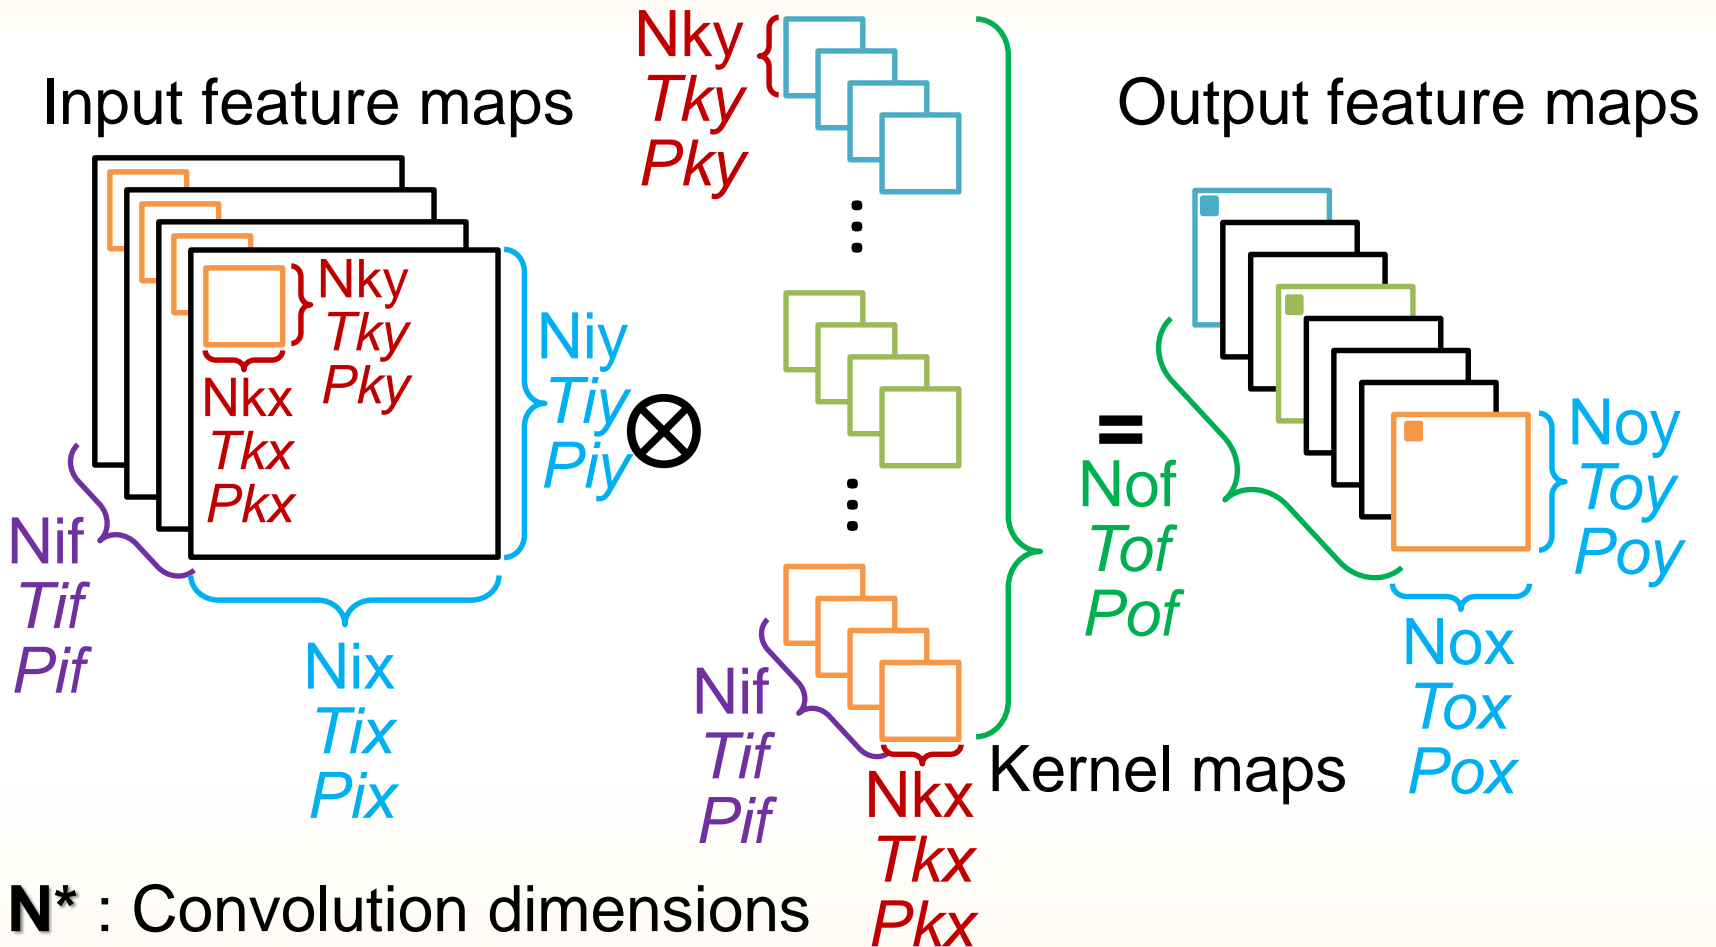 Input feature maps
Nky
Tky
Pky
Output feature maps
Nky
Tky
Pky
Nkx
Tkx
Pkx
Niy
Tiy
Piy
Nif
Tif
Pif
Nix
Tix
Pix
⊗
Nif
Tif
Pif
Nkx
Tkx
Pkx
Kernel maps
=
Nof
Tof
Pof
Noy
Toy
Poy
Nox
Tox
Pox
N* : Convolution dimensions